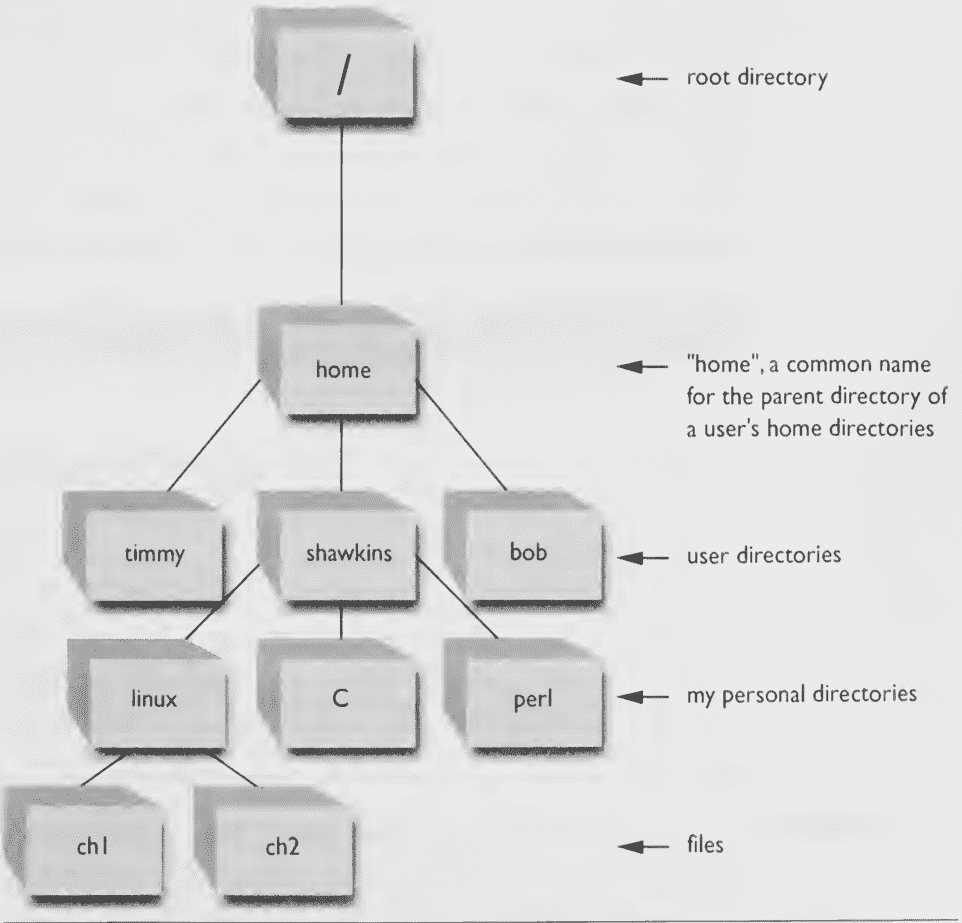 /
root directory
home
"home", a common name
for the parent directory of
a user's home directories
timmy
shawkins
bob
user directories
linux
C
perl
my personal directories
ch1
ch2
files